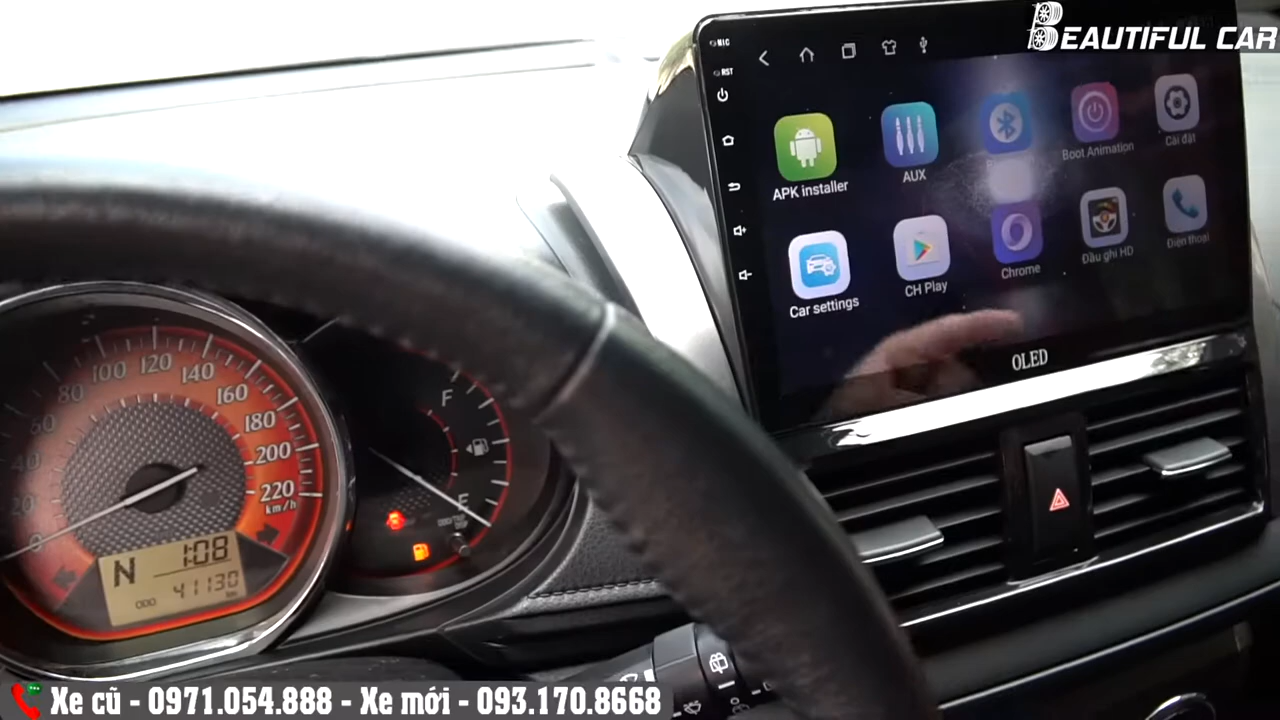 BEAUTIFUL CAR
MIC
RST
APK installer
AUX
Boot Animation
Cài đặt
Car settings
CH Play
Chrome
Đầu ghi HD
Điện thoại
OLED
20
40
60
80
100
120
140
160
180
200
220
km/h
F
E
N
1:08
ODO 41130 km
Xe cũ - 0971.054.888 - Xe mới - 093.170.8668